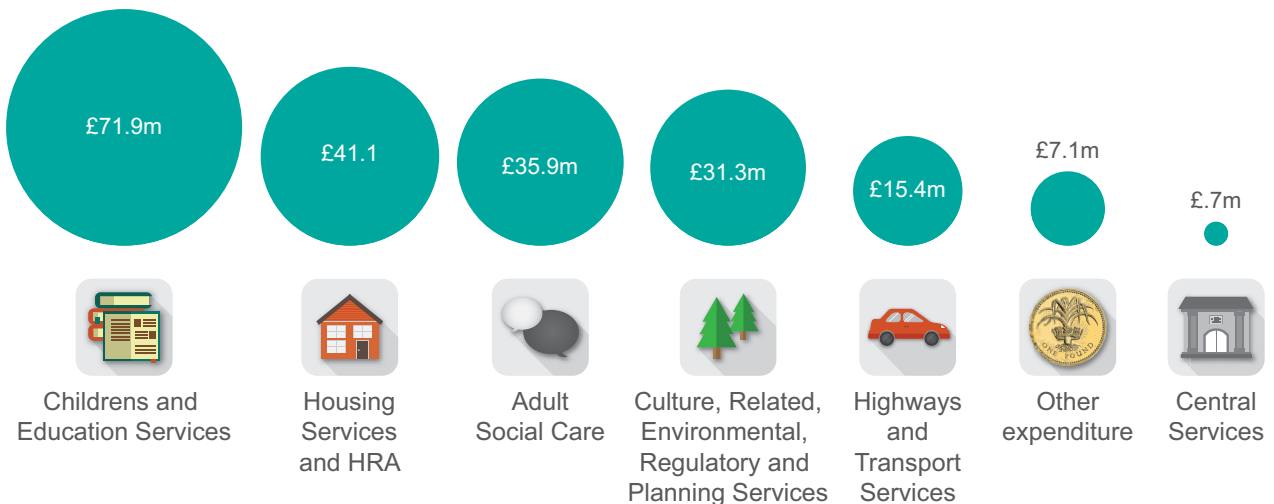 £71.9m
£41.1
£35.9m
£31.3m
£15.4m
£7.1m
£.7m
Childrens and
Education Services
Housing
Services
and HRA
Adult
Social Care
Culture, Related,
Environmental,
Regulatory and
Planning Services
Highways
and
Transport
Services
ONE POUND
Other
expenditure
Central
Services